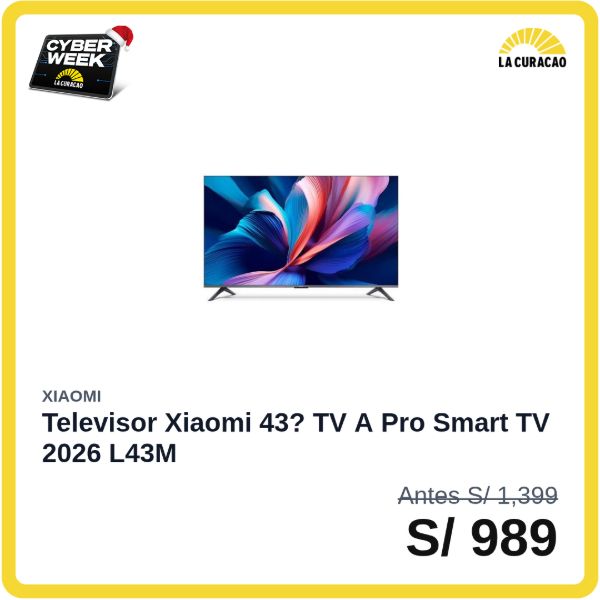 CYBER
WEEK
LA CURACAO
LA CURACAO
XIAOMI
Televisor Xiaomi 43? TV A Pro Smart TV
2026 L43M
Antes S/ 1,399
S/ 989